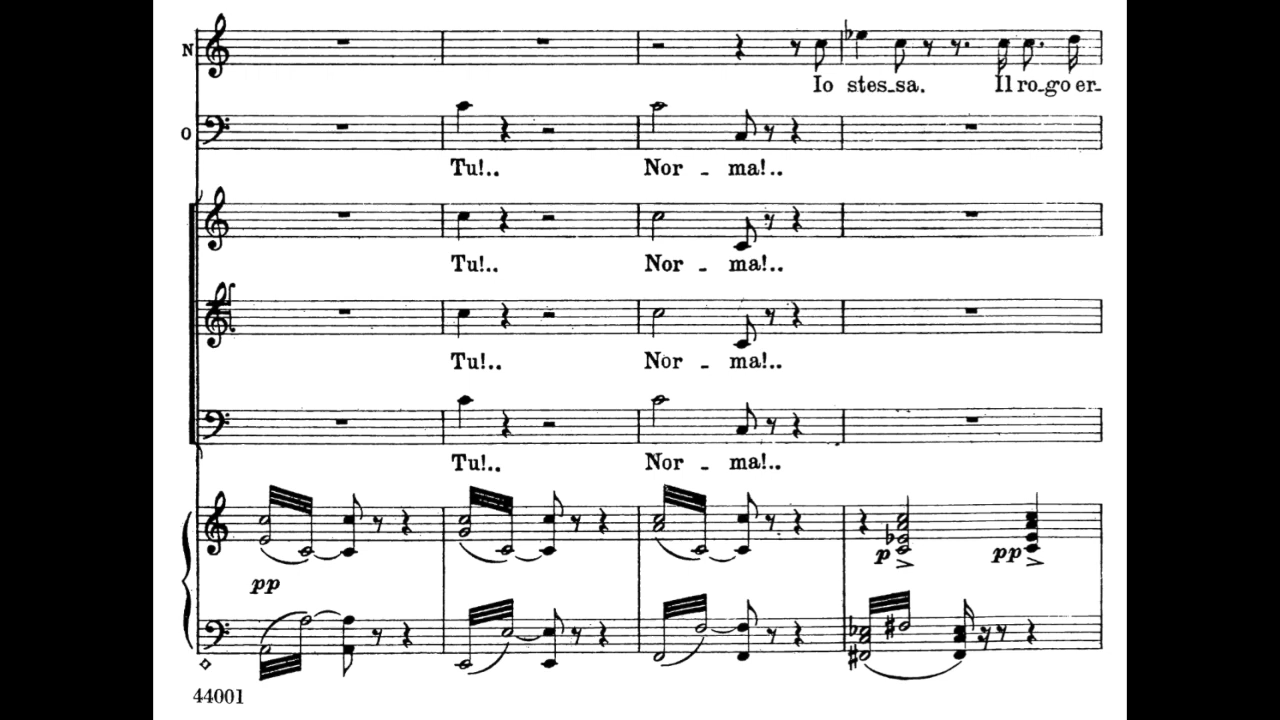 N
Io stes_sa. Il ro_go er_
O
Tu!.. Nor _ ma!..
Tu!.. Nor _ ma!..
Tu!.. Nor _ ma!..
Tu!.. Nor _ ma!..
p pp
pp
44001